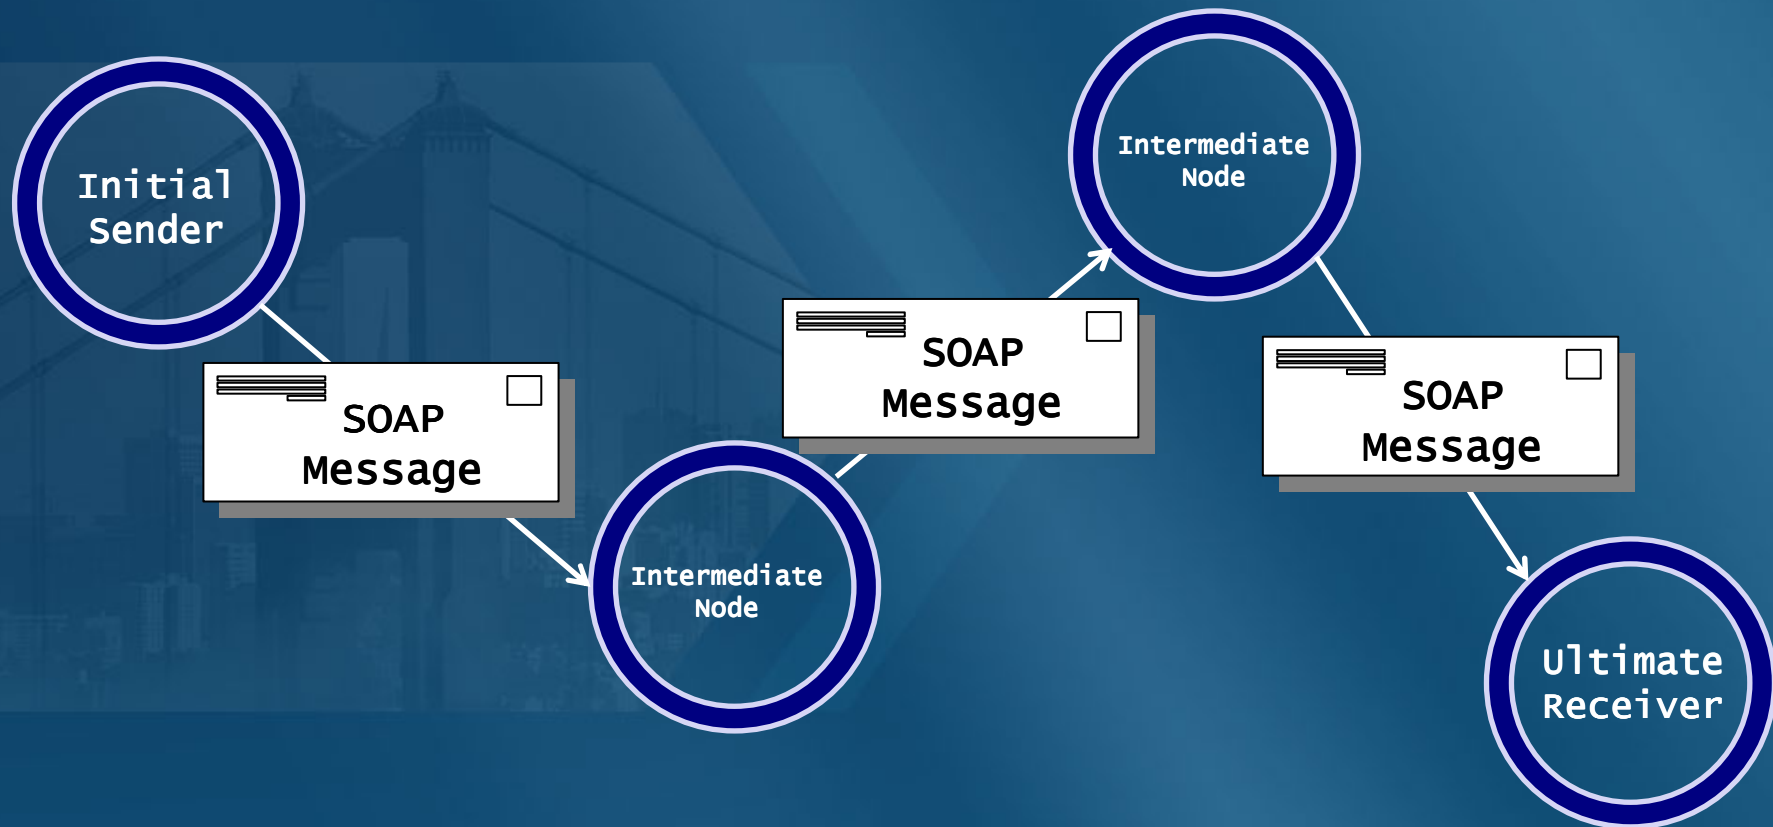 Initial
Sender
SOAP
Message
Intermediate
Node
SOAP
Message
Intermediate
Node
SOAP
Message
Ultimate
Receiver